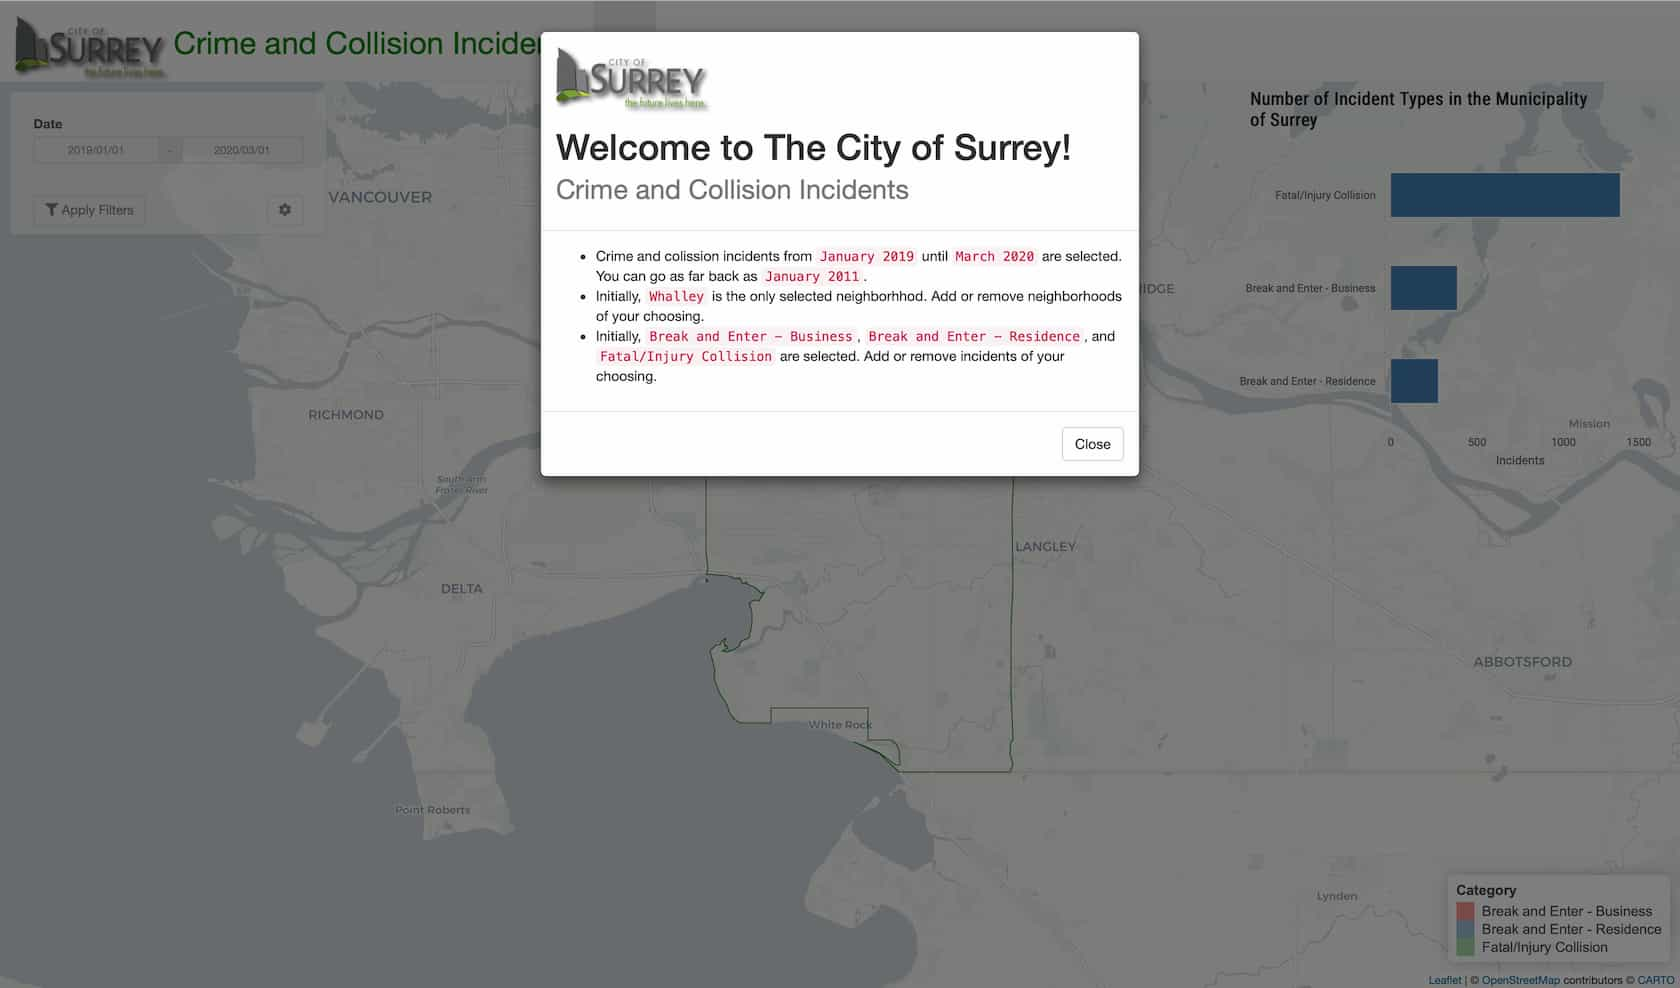 CITY OF
SURREY
the future lives here.
Crime and Collision Inciden
Date
2019/01/01 - 2020/03/01
Apply Filters
CITY OF
SURREY
the future lives here.
Welcome to The City of Surrey!
Crime and Collision Incidents
Crime and colission incidents from January 2019 until March 2020 are selected.
You can go as far back as January 2011.
Initially, Whalley is the only selected neighborhhod. Add or remove neighborhoods
of your choosing.
Initially, Break and Enter - Business, Break and Enter - Residence, and
Fatal/Injury Collision are selected. Add or remove incidents of your
choosing.
Close
Number of Incident Types in the Municipality
of Surrey
Fatal/Injury Collision
Break and Enter - Business
Break and Enter - Residence
0 500 1000 1500
Incidents
VANCOUVER
IDGE
RICHMOND
Mission
South Arm
Fraser River
LANGLEY
DELTA
ABBOTSFORD
White Rock
Point Roberts
Lynden
Category
Break and Enter - Business
Break and Enter - Residence
Fatal/Injury Collision
Leaflet | © OpenStreetMap contributors © CARTO